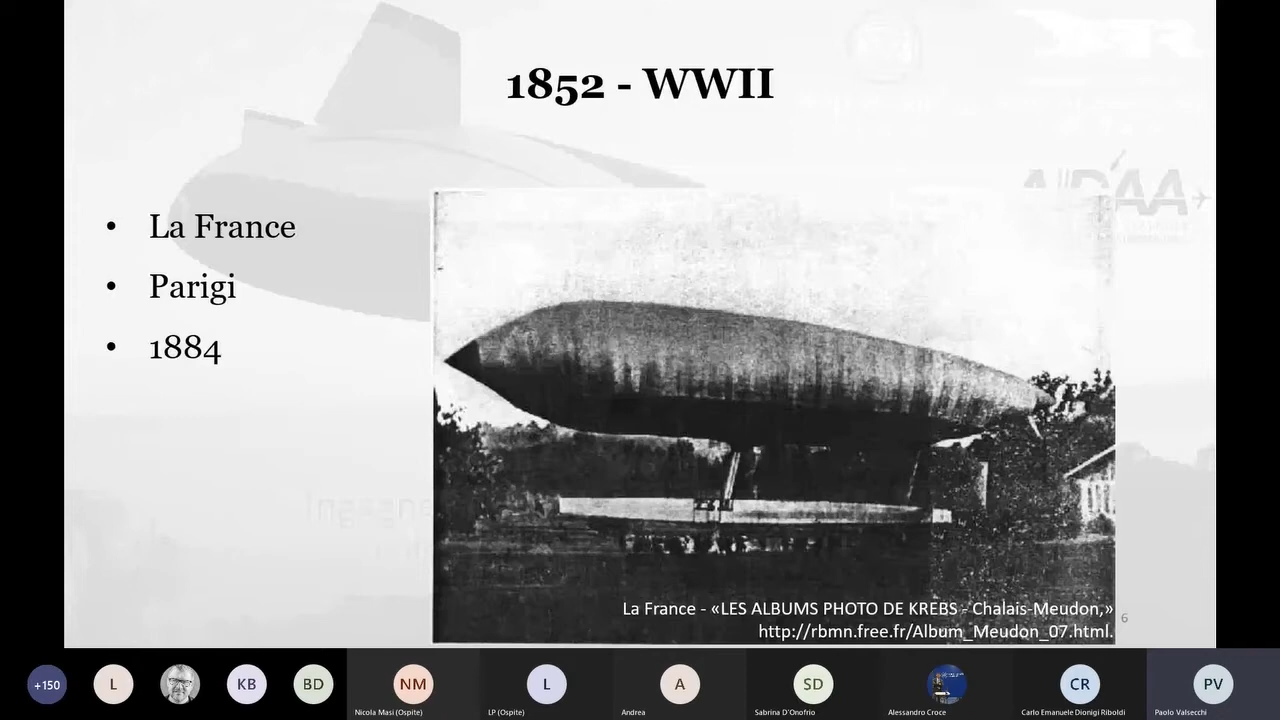 1852 - WWII
AIDAA
• La France
• Parigi
• 1884
La France - «LES ALBUMS PHOTO DE KREBS - Chalais-Meudon,»
http://rbmn.free.fr/Album_Meudon_07.html.
6
+150
L
KB
BD
NM
L
A
SD
CR
PV
Nicola Masi (Ospite)
LP (Ospite)
Andrea
Sabrina D'Onofrio
Alessandro Croce
Carlo Emanuele Dionigi Riboldi
Paolo Valsecchi